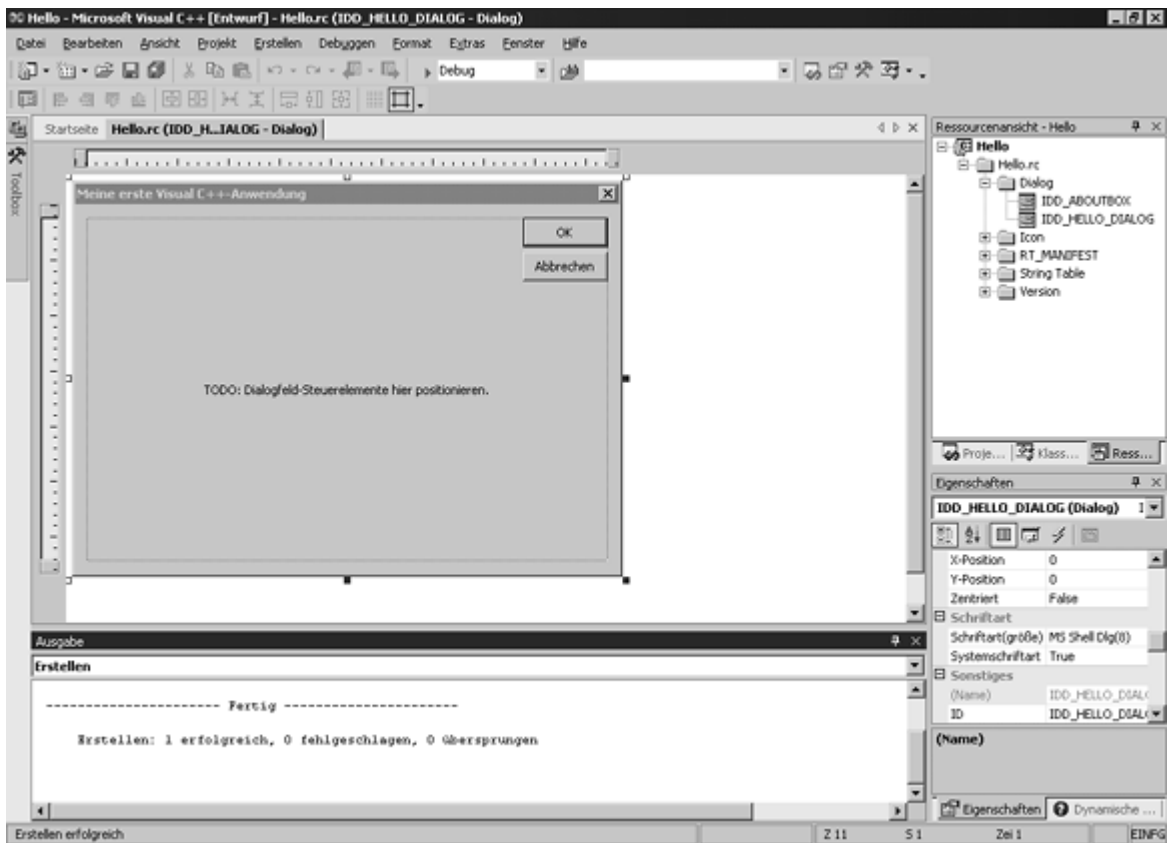 Hello - Microsoft Visual C++ [Entwurf] - Hello.rc (IDD_HELLO_DIALOG - Dialog)
Datei Bearbeiten Ansicht Projekt Erstellen Debuggen Format Extras Fenster Hilfe
Debug
Startseite Hello.rc (IDD_H...IALOG - Dialog)
Toolbox
Meine erste Visual C++-Anwendung
OK
Abbrechen
TODO: Dialogfeld-Steuerelemente hier positionieren.
Ressourcenansicht - Hello
Hello
Hello.rc
Dialog
IDD_ABOUTBOX
IDD_HELLO_DIALOG
Icon
RT_MANIFEST
String Table
Version
Proje... Klass... Ress...
Eigenschaften
IDD_HELLO_DIALOG (Dialog) I
X-Position 0
Y-Position 0
Zentriert False
Schriftart
Schriftart(größe) MS Shell Dlg(8)
Systemschriftart True
Sonstiges
(Name) IDD_HELLO_DIAL
ID IDD_HELLO_DIAL
(Name)
Eigenschaften Dynamische ...
Ausgabe
Erstellen
---------------------- Fertig ----------------------
Erstellen: 1 erfolgreich, 0 fehlgeschlagen, 0 übersprungen
Erstellen erfolgreich Z 11 S 1 Zei 1 EINFG